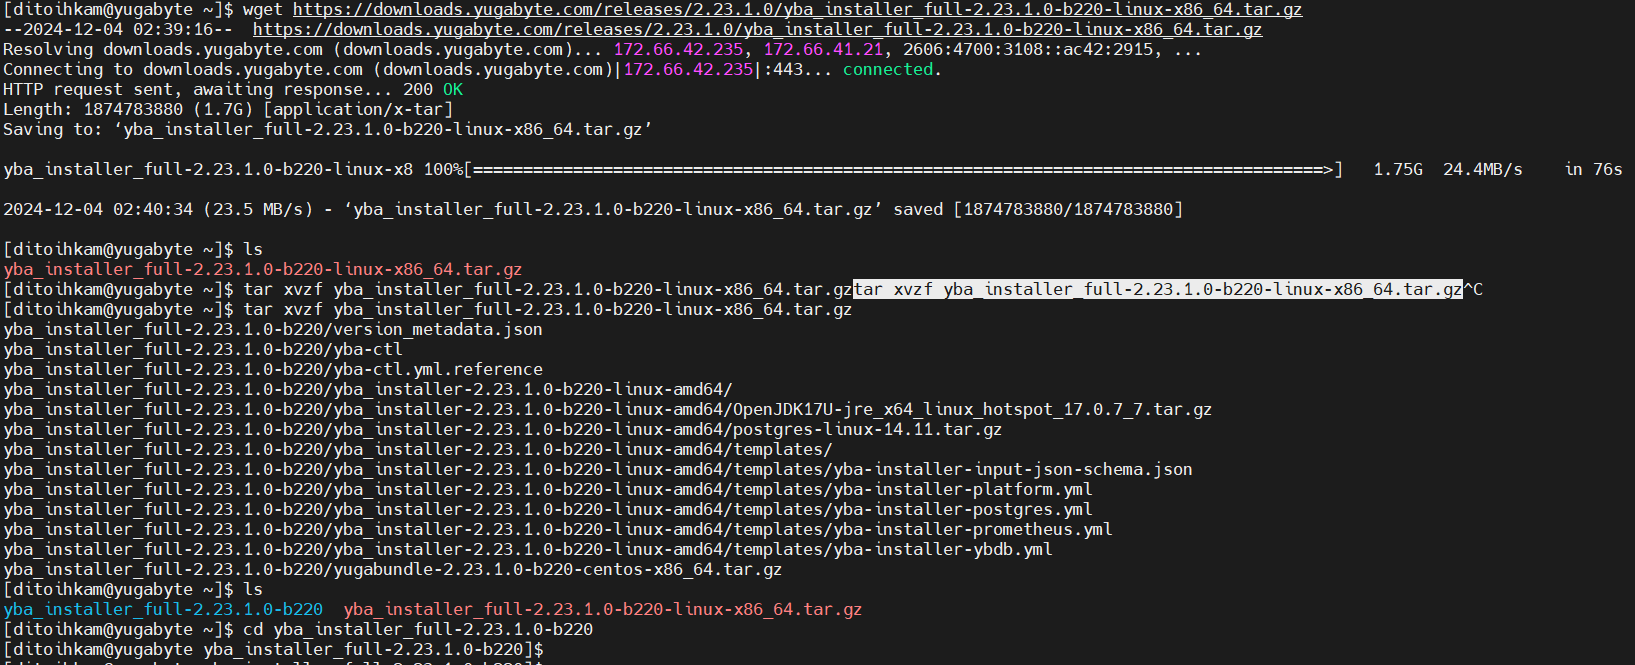 [ditoihkam@yugabyte ~]$ wget https://downloads.yugabyte.com/releases/2.23.1.0/yba_installer_full-2.23.1.0-b220-linux-x86_64.tar.gz
--2024-12-04 02:39:16--  https://downloads.yugabyte.com/releases/2.23.1.0/yba_installer_full-2.23.1.0-b220-linux-x86_64.tar.gz
Resolving downloads.yugabyte.com (downloads.yugabyte.com)... 172.66.42.235, 172.66.41.21, 2606:4700:3108::ac42:2915, ...
Connecting to downloads.yugabyte.com (downloads.yugabyte.com)|172.66.42.235|:443... connected.
HTTP request sent, awaiting response... 200 OK
Length: 1874783880 (1.7G) [application/x-tar]
Saving to: ‘yba_installer_full-2.23.1.0-b220-linux-x86_64.tar.gz’
yba_installer_full-2.23.1.0-b220-linux-x8 100%[=====================================================================================>]   1.75G  24.4MB/s    in 76s
2024-12-04 02:40:34 (23.5 MB/s) - ‘yba_installer_full-2.23.1.0-b220-linux-x86_64.tar.gz’ saved [1874783880/1874783880]
[ditoihkam@yugabyte ~]$ ls
yba_installer_full-2.23.1.0-b220-linux-x86_64.tar.gz
[ditoihkam@yugabyte ~]$ tar xvzf yba_installer_full-2.23.1.0-b220-linux-x86_64.tar.gztar xvzf yba_installer_full-2.23.1.0-b220-linux-x86_64.tar.gz^C
[ditoihkam@yugabyte ~]$ tar xvzf yba_installer_full-2.23.1.0-b220-linux-x86_64.tar.gz
yba_installer_full-2.23.1.0-b220/version_metadata.json
yba_installer_full-2.23.1.0-b220/yba-ctl
yba_installer_full-2.23.1.0-b220/yba-ctl.yml.reference
yba_installer_full-2.23.1.0-b220/yba_installer-2.23.1.0-b220-linux-amd64/
yba_installer_full-2.23.1.0-b220/yba_installer-2.23.1.0-b220-linux-amd64/OpenJDK17U-jre_x64_linux_hotspot_17.0.7_7.tar.gz
yba_installer_full-2.23.1.0-b220/yba_installer-2.23.1.0-b220-linux-amd64/postgres-linux-14.11.tar.gz
yba_installer_full-2.23.1.0-b220/yba_installer-2.23.1.0-b220-linux-amd64/templates/
yba_installer_full-2.23.1.0-b220/yba_installer-2.23.1.0-b220-linux-amd64/templates/yba-installer-input-json-schema.json
yba_installer_full-2.23.1.0-b220/yba_installer-2.23.1.0-b220-linux-amd64/templates/yba-installer-platform.yml
yba_installer_full-2.23.1.0-b220/yba_installer-2.23.1.0-b220-linux-amd64/templates/yba-installer-postgres.yml
yba_installer_full-2.23.1.0-b220/yba_installer-2.23.1.0-b220-linux-amd64/templates/yba-installer-prometheus.yml
yba_installer_full-2.23.1.0-b220/yba_installer-2.23.1.0-b220-linux-amd64/templates/yba-installer-ybdb.yml
yba_installer_full-2.23.1.0-b220/yugabundle-2.23.1.0-b220-centos-x86_64.tar.gz
[ditoihkam@yugabyte ~]$ ls
yba_installer_full-2.23.1.0-b220  yba_installer_full-2.23.1.0-b220-linux-x86_64.tar.gz
[ditoihkam@yugabyte ~]$ cd yba_installer_full-2.23.1.0-b220
[ditoihkam@yugabyte yba_installer_full-2.23.1.0-b220]$